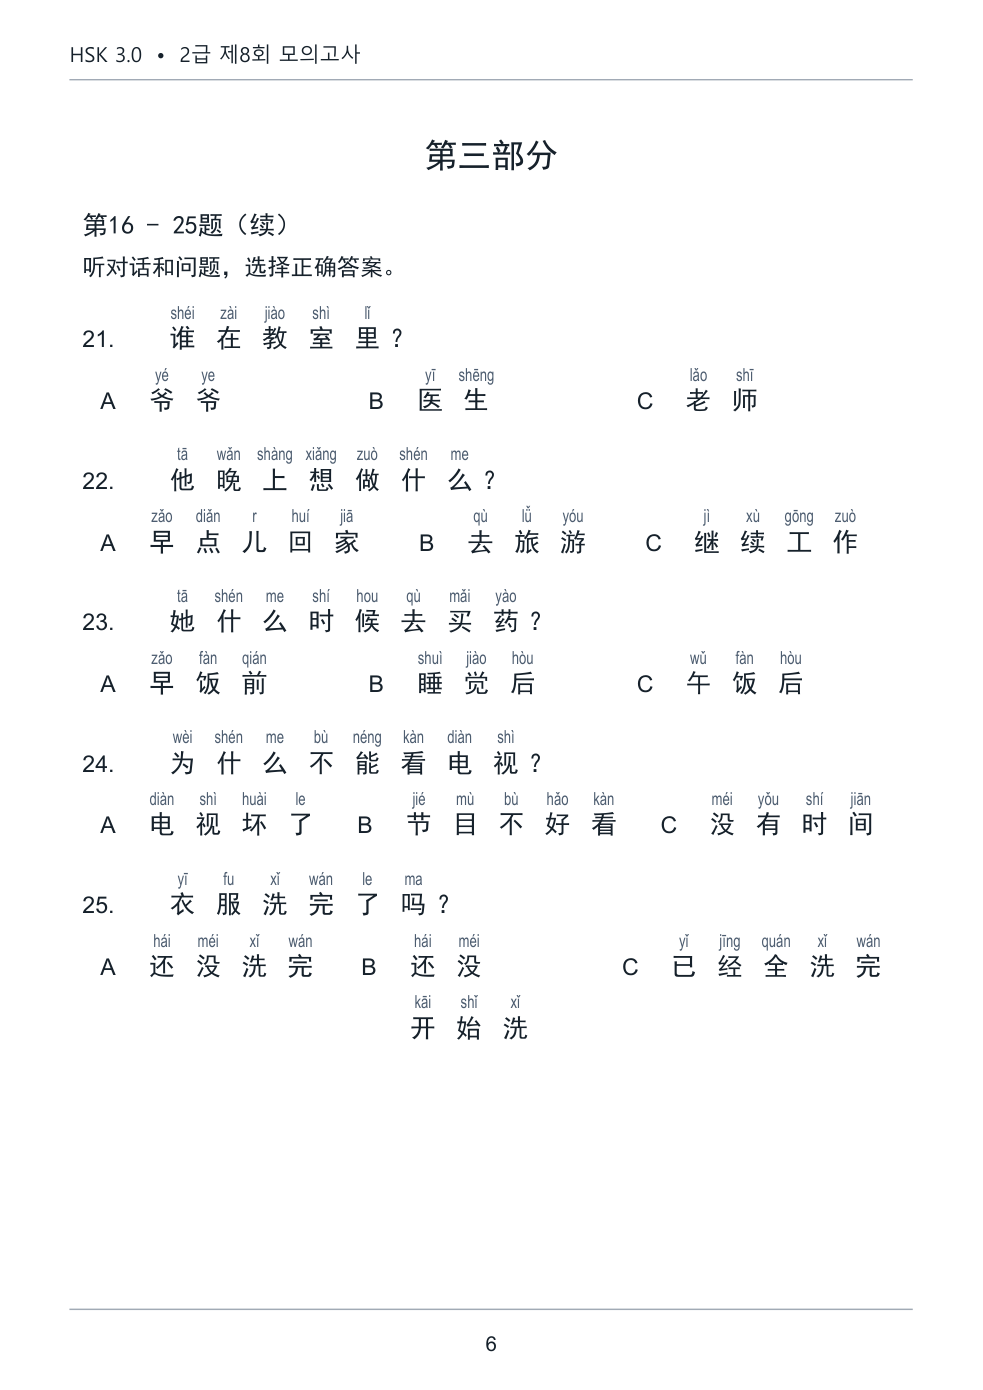 HSK 3.0 • 2급 제8회 모의고사
第三部分
第16 - 25题（续）
听对话和问题，选择正确答案。
shéi zài jiào shì lǐ
21. 谁在教室里？
yé ye yī shēng lǎo shī
A 爷爷 B 医生 C 老师
tā wǎn shàng xiǎng zuò shén me
22. 他晚上想做什么？
zǎo diǎn r huí jiā qù lǚ yóu jì xù gōng zuò
A 早点儿回家 B 去旅游 C 继续工作
tā shén me shí hou qù mǎi yào
23. 她什么时候去买药？
zǎo fàn qián shuì jiào hòu wǔ fàn hòu
A 早饭前 B 睡觉后 C 午饭后
wèi shén me bù néng kàn diàn shì
24. 为什么不能看电视？
diàn shì huài le jié mù bù hǎo kàn méi yǒu shí jiān
A 电视坏了 B 节目不好看 C 没有时间
yī fu xǐ wán le ma
25. 衣服洗完了吗？
hái méi xǐ wán hái méi yǐ jīng quán xǐ wán
A 还没洗完 B 还没 C 已经全洗完
kāi shǐ xǐ
开始洗
6